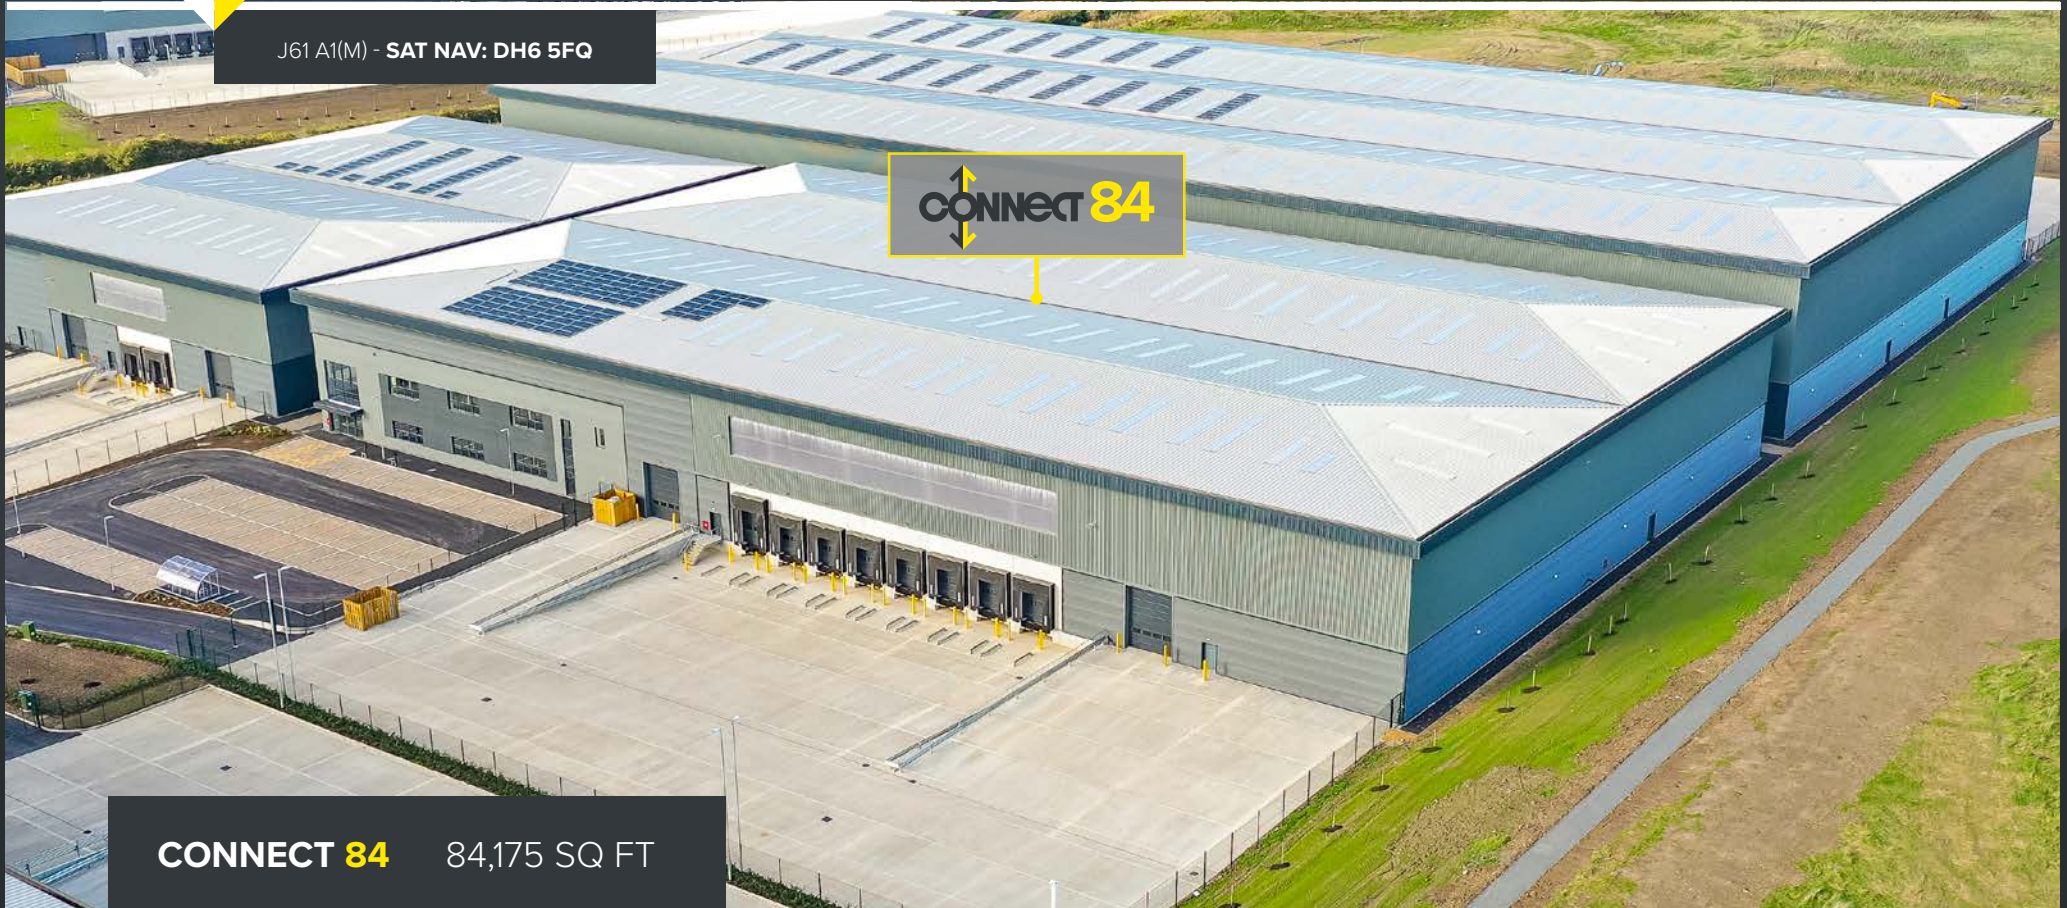 J61 A1(M) - SAT NAV: DH6 5FQ
CONNECT 84
CONNECT 84 84,175 SQ FT